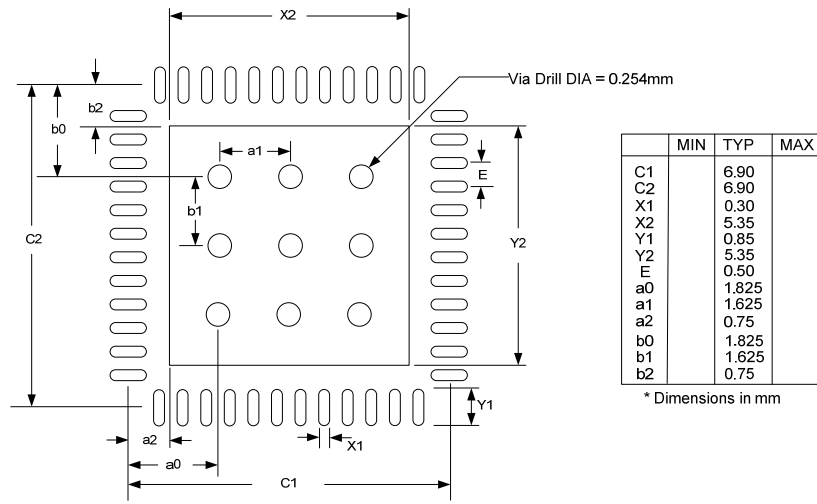 X2
Via Drill DIA = 0.254mm
b2
b0
a1
E
b1
C2
Y2
Y1
X1
a2
a0
C1
MIN TYP MAX
C1 6.90
C2 6.90
X1 0.30
X2 5.35
Y1 0.85
Y2 5.35
E 0.50
a0 1.825
a1 1.625
a2 0.75
b0 1.825
b1 1.625
b2 0.75
* Dimensions in mm